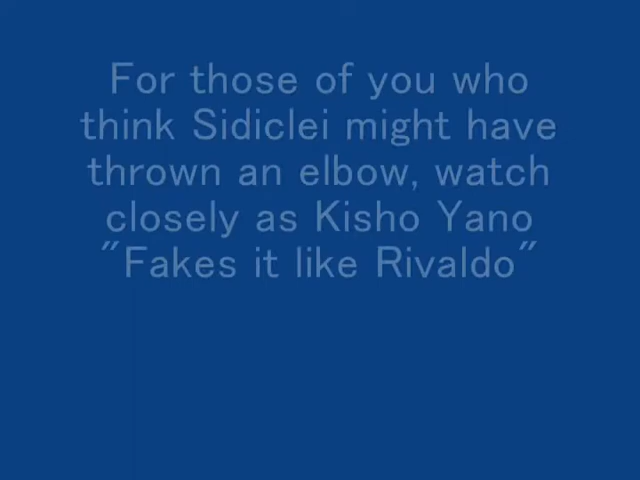 For those of you who
think Sidiclei might have
thrown an elbow, watch
closely as Kisho Yano
"Fakes it like Rivaldo"